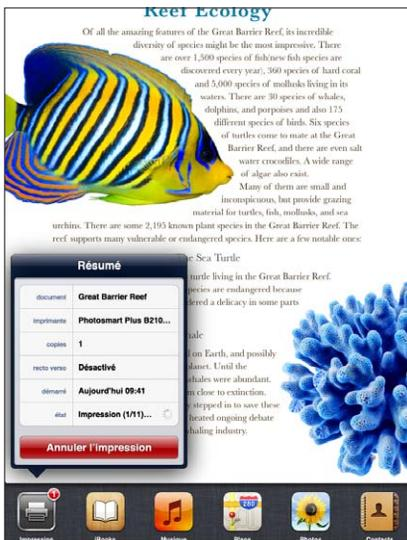 Reef Ecology
Of all the amazing features of the Great Barrier Reef, its incredible
diversity of species might be the most impressive. There
are over 1,500 species of fish(new fish species are
discovered every year), 360 species of hard coral
and 5,000 species of mollusks living in its
waters. There are 30 species of whales,
dolphins, and porpoises and also 175
different species of birds. Six species
of turtles come to mate at the Great
Barrier Reef, and there are even salt
water crocodiles. A wide range
of algae also exist.
Many of them are small and
inconspicuous, but provide grazing
material for turtles, fish, mollusks, and sea
urchins. There are some 2,195 known plant species in the Great Barrier Reef. The
reef supports many vulnerable or endangered species. Here are a few notable ones:
The Sea Turtle
turtle living in the Great Barrier Reef.
species are endangered because
dered a delicacy in some parts
hale
l on Earth, and possibly
planet. Until the
whales were abundant.
m close to extinction.
y stepped in to save these
heated ongoing debate
whaling industry.
Résumé
document Great Barrier Reef
imprimante Photosmart Plus B210...
copies 1
recto verso Désactivé
démarré Aujourd'hui 09:41
état Impression (1/11)...
Annuler l'impression
1
280
Impression
iBooks
Musique
Plans
Photos
Contacts